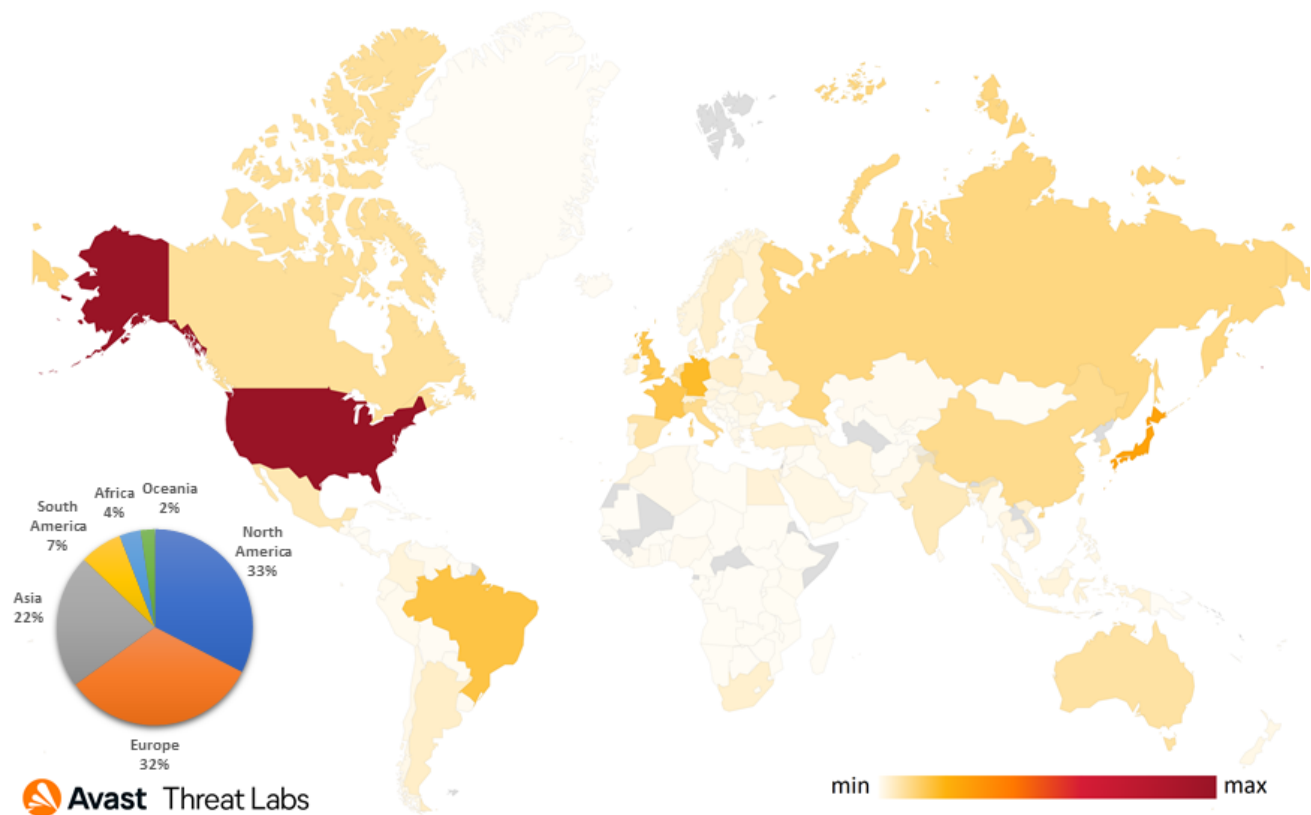 Africa
4%
Oceania
2%
South
America
7%
North
America
33%
Asia
22%
Europe
32%
Avast Threat Labs
min
max